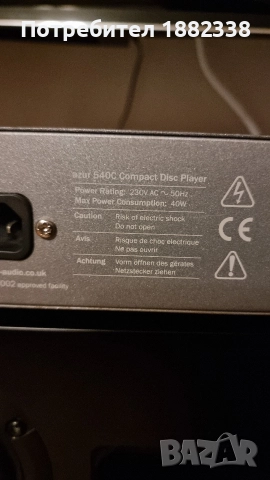 Потребител 1882338
azur 540C Compact Disc Player
Power Rating: 230V AC ~ 50Hz
Max Power Consumption: 40W
Caution Risk of electric shock
Do not open
Avis Risque de choc electrique
Ne pas ouvrir
Achtung Vorm öffnen des gerätes
Netzstecker ziehen
CE
-audio.co.uk
002 approved facility
bazar